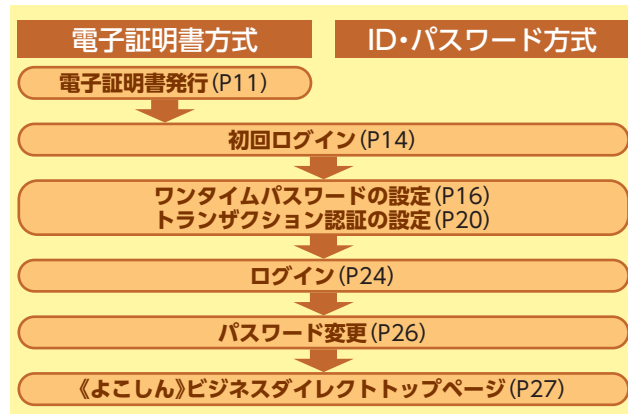 電子証明書方式
ID・パスワード方式
電子証明書発行(P11)
初回ログイン(P14)
ワンタイムパスワードの設定(P16)
トランザクション認証の設定(P20)
ログイン(P24)
パスワード変更(P26)
《よこしん》ビジネスダイレクトトップページ(P27)